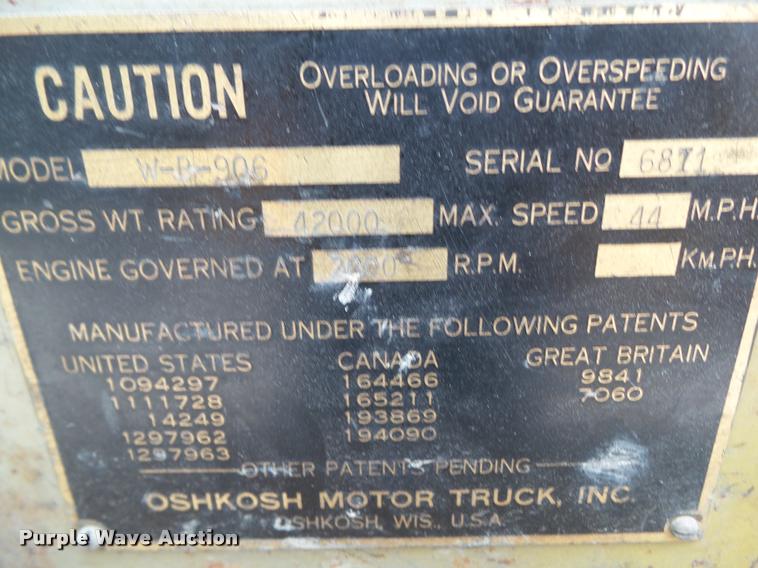 CAUTION
OVERLOADING OR OVERSPEEDING
WILL VOID GUARANTEE
MODEL W-B-906 SERIAL NO 6811
GROSS WT. RATING 42000 MAX. SPEED 44 M.P.H.
ENGINE GOVERNED AT R.P.M. KM.P.H.
MANUFACTURED UNDER THE FOLLOWING PATENTS
UNITED STATES CANADA GREAT BRITAIN
1094297 164466 9841
1111728 165211 7060
14249 193869
1297962 194090
1297963
OTHER PATENTS PENDING
OSHKOSH MOTOR TRUCK, INC.
OSHKOSH, WIS., U.S.A.
Purple Wave Auction